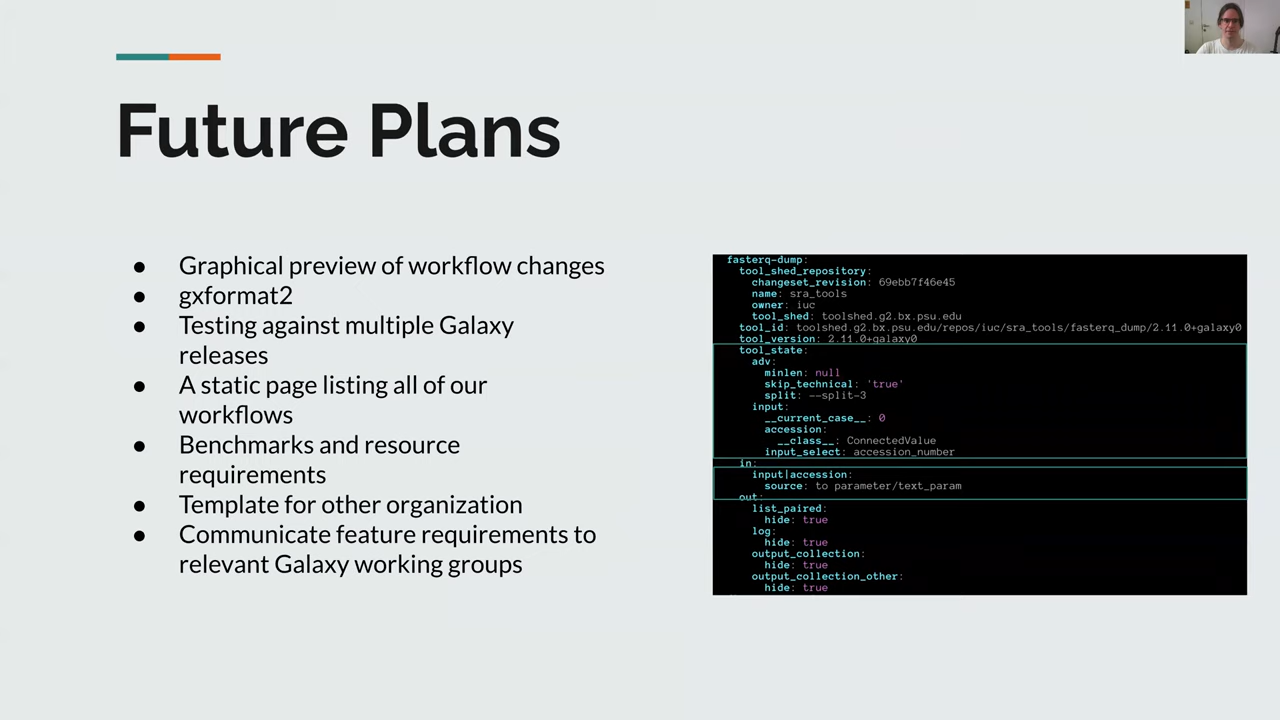 Future Plans
● Graphical preview of workflow changes
● gxformat2
● Testing against multiple Galaxy
releases
● A static page listing all of our
workflows
● Benchmarks and resource
requirements
● Template for other organization
● Communicate feature requirements to
relevant Galaxy working groups
fasterq-dump:
tool_shed_repository:
changeset_revision: 69ebb7f46e45
name: sra_tools
owner: iuc
tool_shed: toolshed.g2.bx.psu.edu
tool_id: toolshed.g2.bx.psu.edu/repos/iuc/sra_tools/fasterq_dump/2.11.0+galaxy0
tool_version: 2.11.0+galaxy0
tool_state:
adv:
minlen: null
skip_technical: 'true'
split: --split-3
input:
__current_case__: 0
accession:
__class__: ConnectedValue
input_select: accession_number
in:
input|accession:
source: to parameter/text_param
out:
list_paired:
hide: true
log:
hide: true
output_collection:
hide: true
output_collection_other:
hide: true